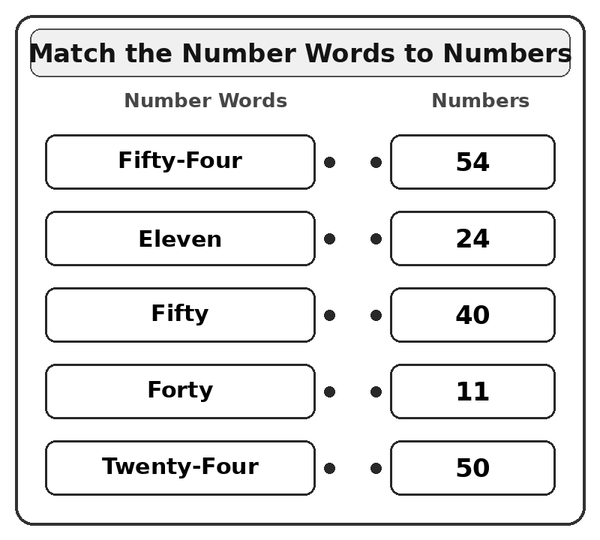 Match the Number Words to Numbers
Number Words Numbers
Fifty-Four 54
Eleven 24
Fifty 40
Forty 11
Twenty-Four 50